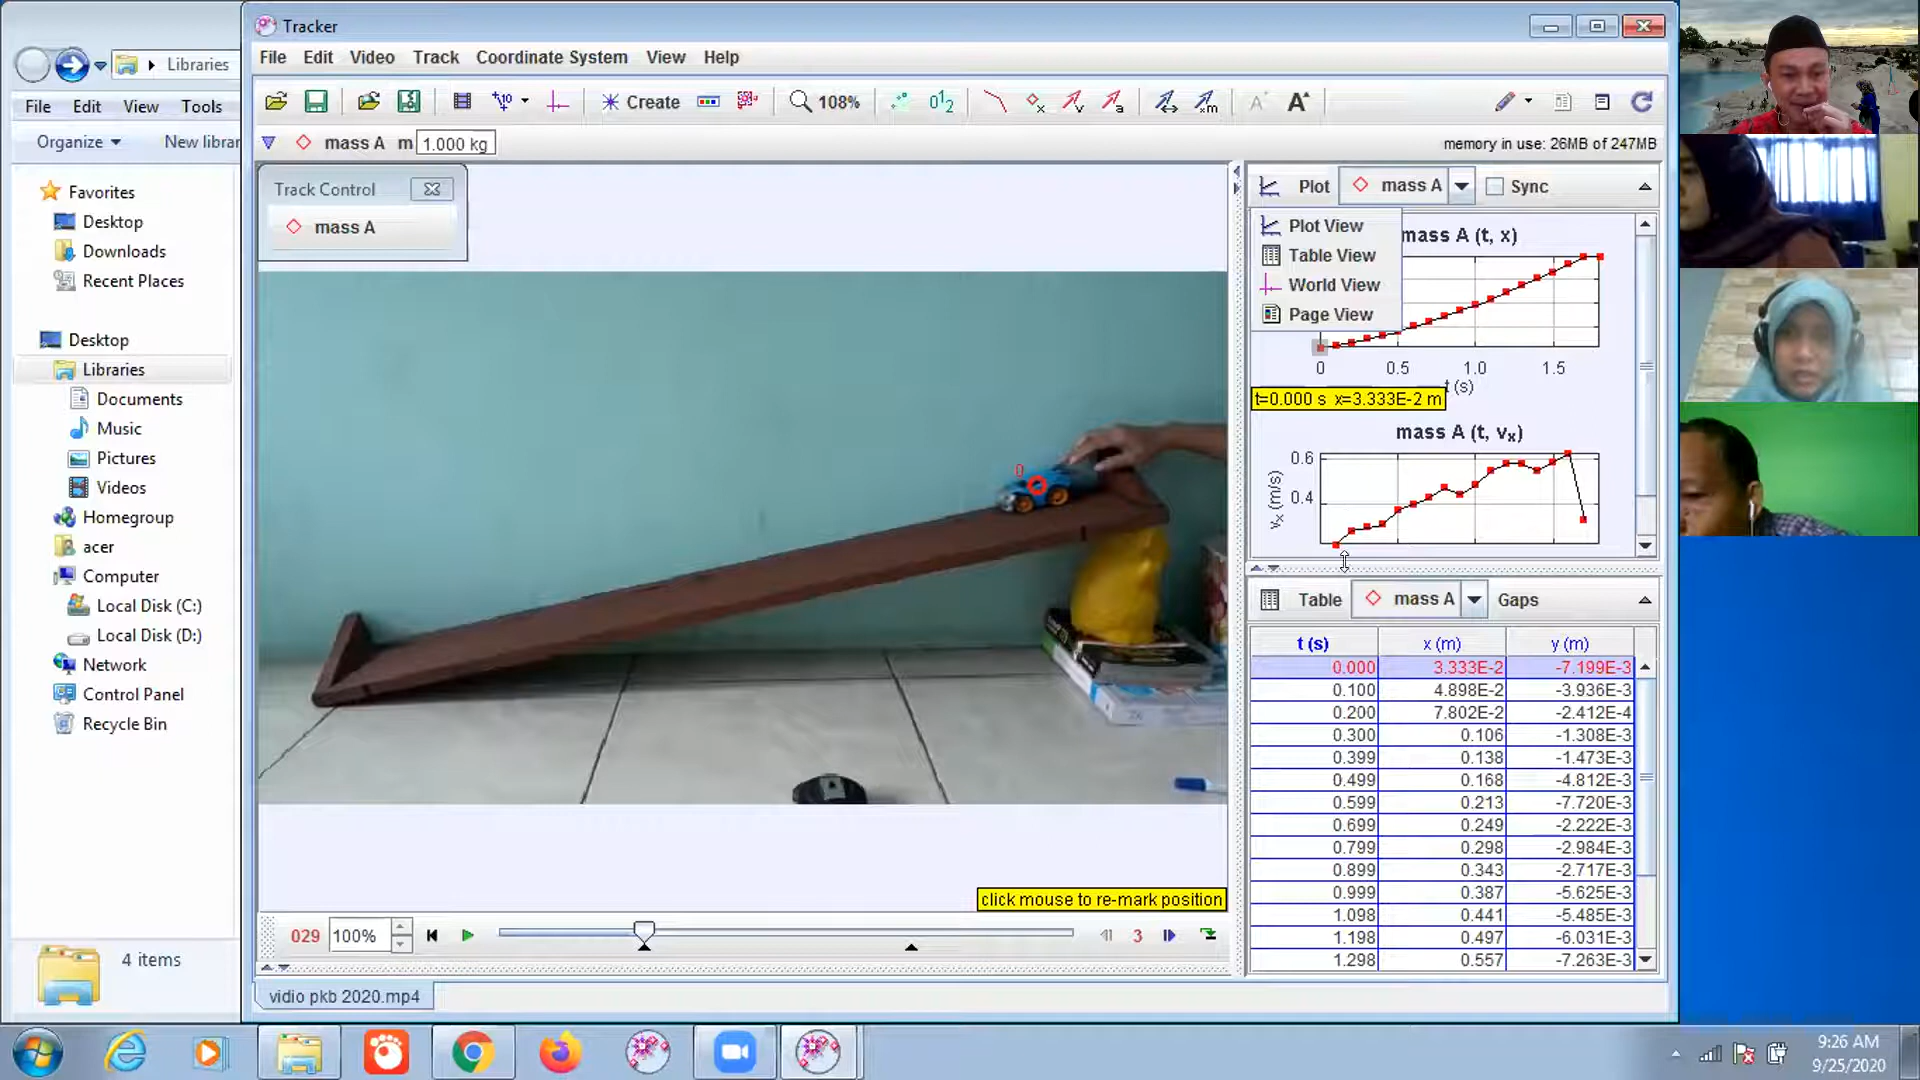 Tracker
File Edit Video Track Coordinate System View Help
Create 108%
mass A m 1.000 kg
memory in use: 26MB of 247MB
Libraries
File Edit View Tools
Organize New librar
Favorites
Desktop
Downloads
Recent Places
Desktop
Libraries
Documents
Music
Pictures
Videos
Homegroup
acer
Computer
Local Disk (C:)
Local Disk (D:)
Network
Control Panel
Recycle Bin
4 items
Track Control
mass A
0
click mouse to re-mark position
029 100% 3
vidio pkb 2020.mp4
Plot mass A Sync
Plot View
Table View
World View
Page View
mass A (t, x)
0 0.5 1.0 1.5
t (s)
t=0.000 s x=3.333E-2 m
mass A (t, vx)
0.6
0.4
vx (m/s)
Table mass A Gaps
t (s) x (m) y (m)
0.000 3.333E-2 -7.199E-3
0.100 4.898E-2 -3.936E-3
0.200 7.802E-2 -2.412E-4
0.300 0.106 -1.308E-3
0.399 0.138 -1.473E-3
0.499 0.168 -4.812E-3
0.599 0.213 -7.720E-3
0.699 0.249 -2.222E-3
0.799 0.298 -2.984E-3
0.899 0.343 -2.717E-3
0.999 0.387 -5.625E-3
1.098 0.441 -5.485E-3
1.198 0.497 -6.031E-3
1.298 0.557 -7.263E-3
9:26 AM
9/25/2020